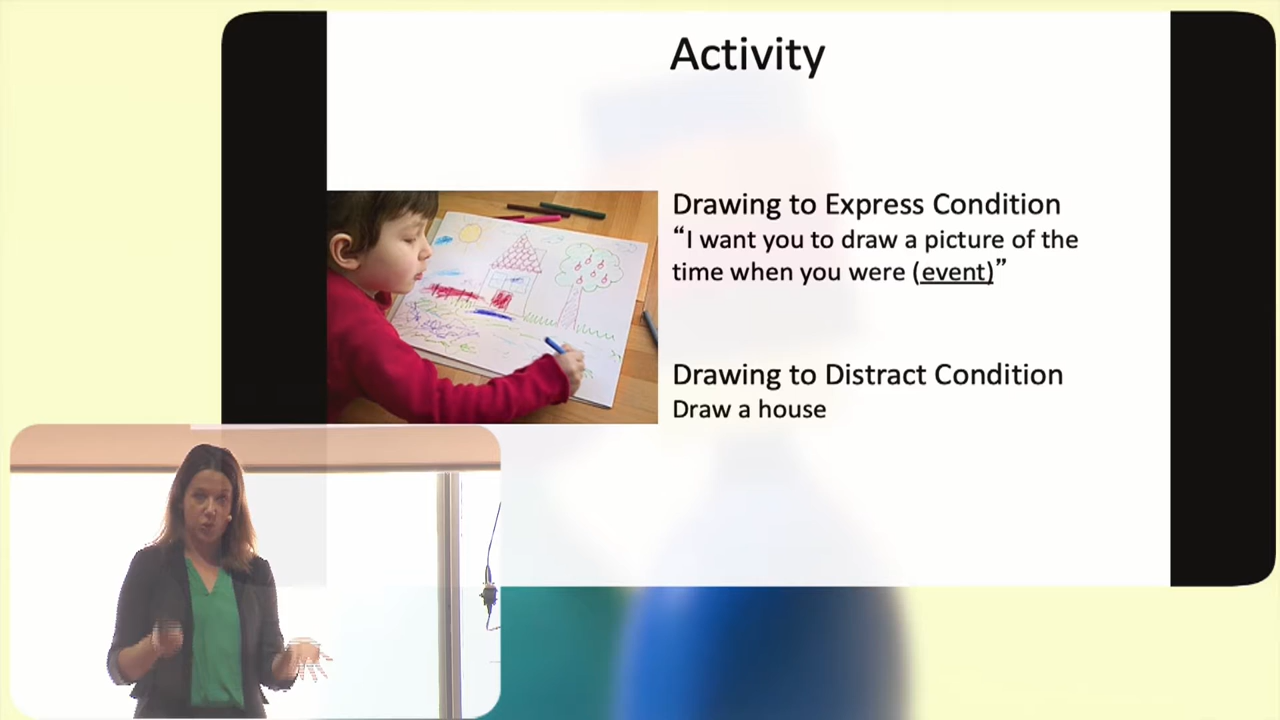 Activity
Drawing to Express Condition
“I want you to draw a picture of the
time when you were (event)”
Drawing to Distract Condition
Draw a house